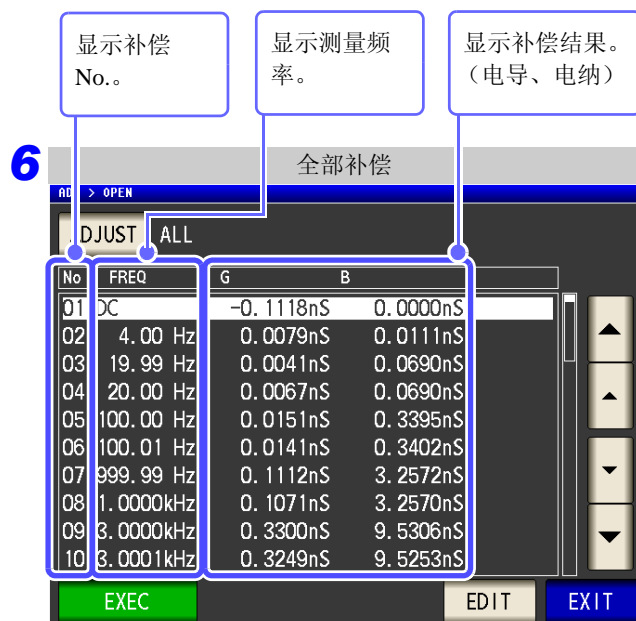 显示补偿
No.。
显示测量频
率。
显示补偿结果。
（电导、电纳）
6
全部补偿
> OPEN
ADJUST ALL
No FREQ G B
01 DC -0.1118nS 0.0000nS
02 4.00 Hz 0.0079nS 0.0111nS
03 19.99 Hz 0.0041nS 0.0690nS
04 20.00 Hz 0.0067nS 0.0690nS
05 100.00 Hz 0.0151nS 0.3395nS
06 100.01 Hz 0.0141nS 0.3402nS
07 999.99 Hz 0.1112nS 3.2572nS
08 1.0000kHz 0.1071nS 3.2570nS
09 3.0000kHz 0.3300nS 9.5306nS
10 3.0001kHz 0.3249nS 9.5253nS
EXEC EDIT EXIT